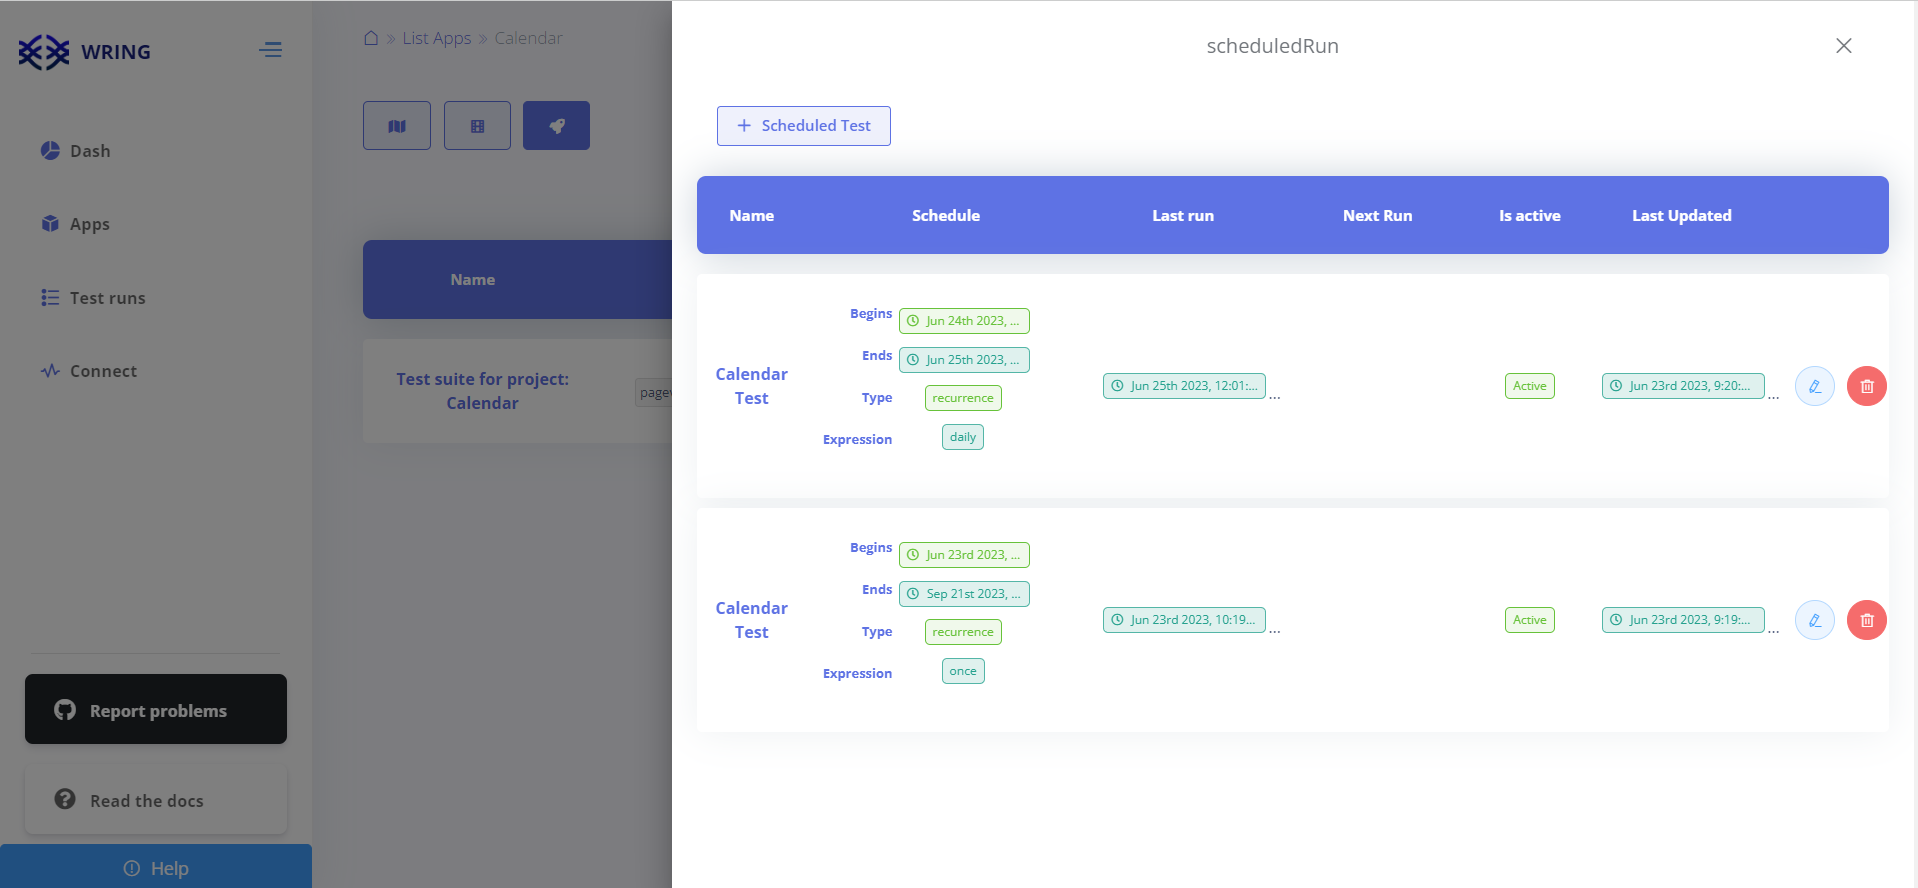 WRING
Dash
Apps
Test runs
Connect
Report problems
Read the docs
Help
List Apps » Calendar
Name
Test suite for project:
Calendar
scheduledRun
Scheduled Test
Name Schedule Last run Next Run Is active Last Updated
Calendar
Test
Begins Jun 24th 2023, ...
Ends Jun 25th 2023, ...
Type recurrence
Expression daily
Jun 25th 2023, 12:01:... ...
Active
Jun 23rd 2023, 9:20:... ...
Calendar
Test
Begins Jun 23rd 2023, ...
Ends Sep 21st 2023, ...
Type recurrence
Expression once
Jun 23rd 2023, 10:19... ...
Active
Jun 23rd 2023, 9:19:... ...